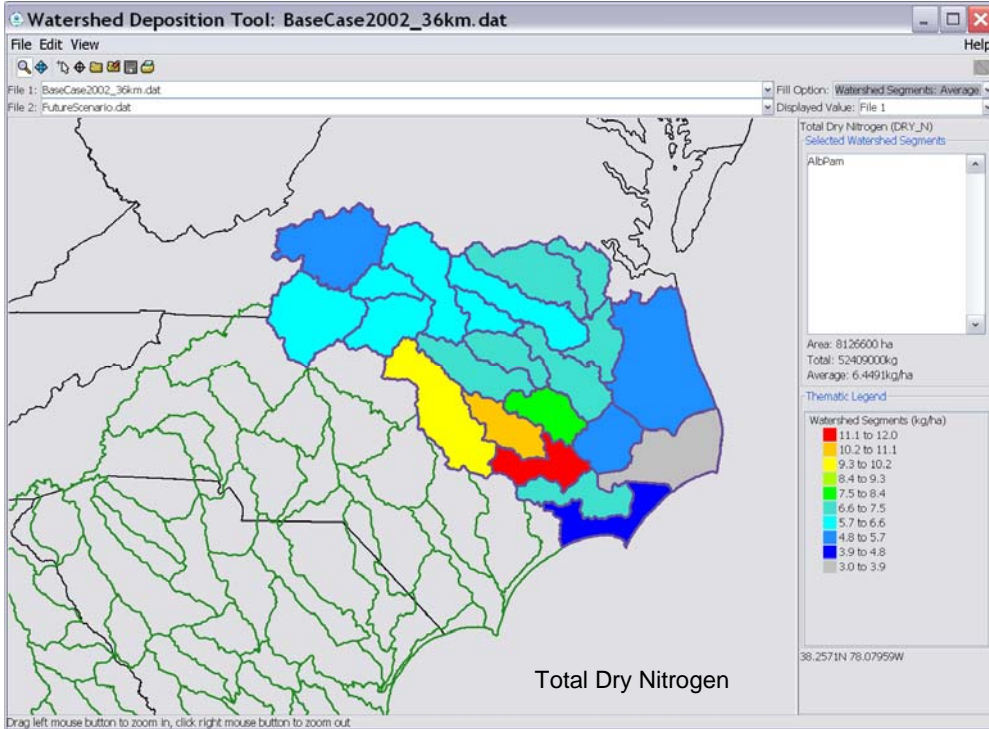 Watershed Deposition Tool: BaseCase2002_36km.dat
File Edit View Help
File 1: BaseCase2002_36km.dat
Fill Option: Watershed Segments: Average
File 2: FutureScenario.dat
Displayed Value: File 1
Total Dry Nitrogen (DRY_N)
Selected Watershed Segments
AlbPam
Area: 8126600 ha
Total: 52409000kg
Average: 6.4491kg/ha
Thematic Legend
Watershed Segments (kg/ha)
11.1 to 12.0
10.2 to 11.1
9.3 to 10.2
8.4 to 9.3
7.5 to 8.4
6.6 to 7.5
5.7 to 6.6
4.8 to 5.7
3.9 to 4.8
3.0 to 3.9
38.2571N 78.07959W
Total Dry Nitrogen
Drag left mouse button to zoom in, click right mouse button to zoom out